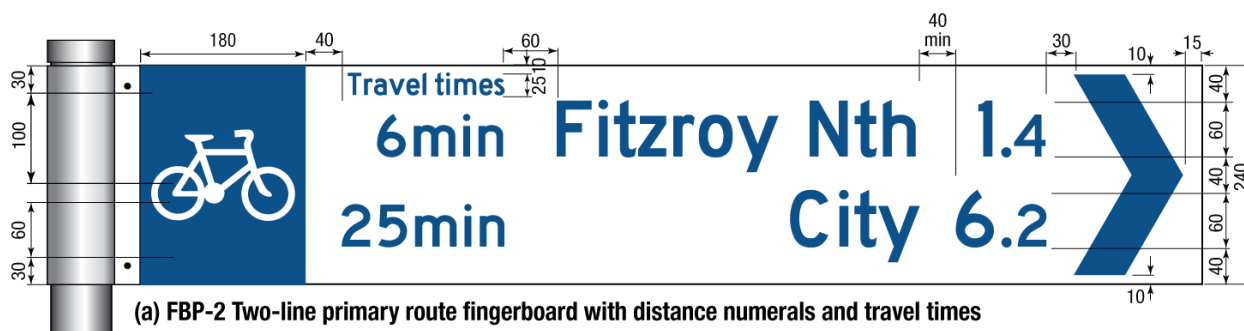 180 40 60 40 min 30 10 15
30 100 60 30
Travel times 10 25
6min Fitzroy Nth 1.4
25min City 6.2
40 60 40 60 40 240
10
(a) FBP-2 Two-line primary route fingerboard with distance numerals and travel times